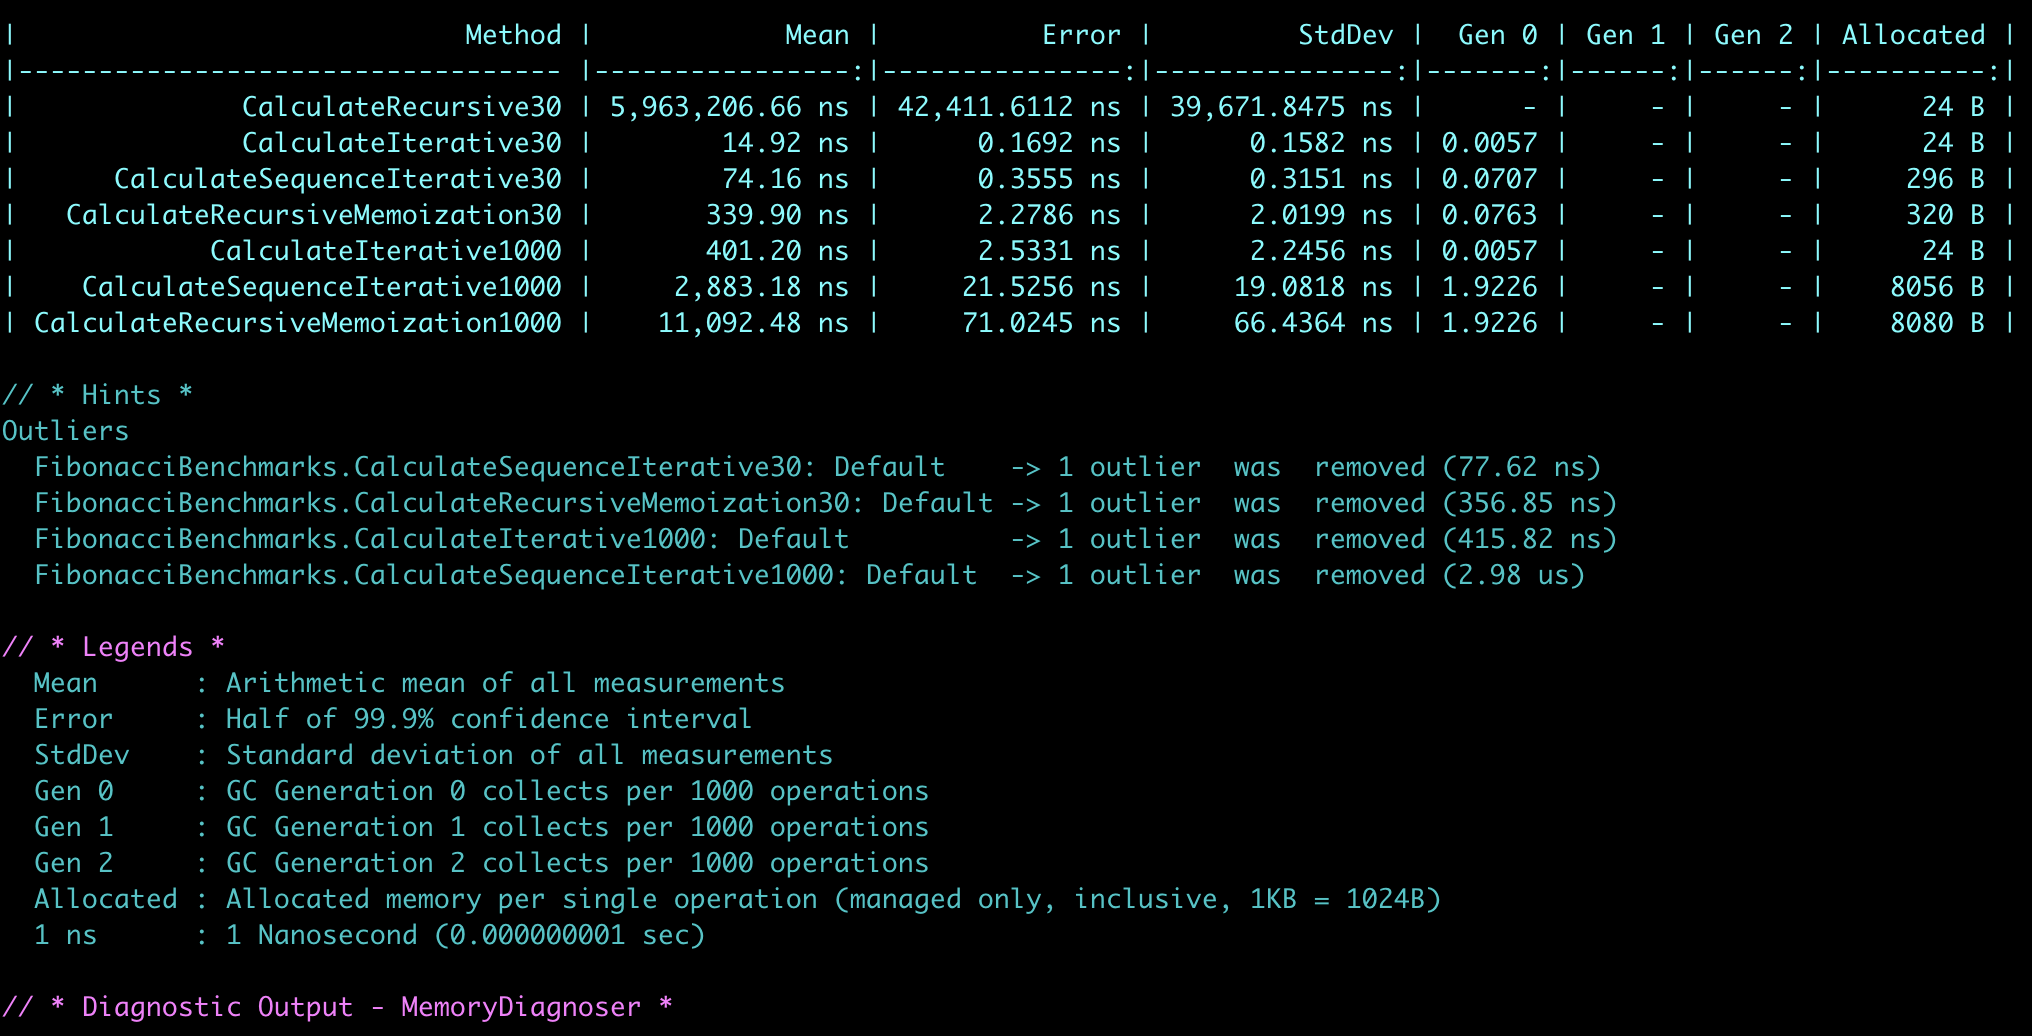 |                           Method |            Mean |          Error |         StdDev |  Gen 0 | Gen 1 | Gen 2 | Allocated |
|---------------------------------- |----------------:|---------------:|---------------:|-------:|------:|------:|----------:|
|              CalculateRecursive30 | 5,963,206.66 ns | 42,411.6112 ns | 39,671.8475 ns |      - |     - |     - |      24 B |
|              CalculateIterative30 |        14.92 ns |      0.1692 ns |      0.1582 ns | 0.0057 |     - |     - |      24 B |
|      CalculateSequenceIterative30 |        74.16 ns |      0.3555 ns |      0.3151 ns | 0.0707 |     - |     - |     296 B |
|   CalculateRecursiveMemoization30 |       339.90 ns |      2.2786 ns |      2.0199 ns | 0.0763 |     - |     - |     320 B |
|            CalculateIterative1000 |       401.20 ns |      2.5331 ns |      2.2456 ns | 0.0057 |     - |     - |      24 B |
|    CalculateSequenceIterative1000 |     2,883.18 ns |     21.5256 ns |     19.0818 ns | 1.9226 |     - |     - |    8056 B |
| CalculateRecursiveMemoization1000 |    11,092.48 ns |     71.0245 ns |     66.4364 ns | 1.9226 |     - |     - |    8080 B |
// * Hints *
Outliers
  FibonacciBenchmarks.CalculateSequenceIterative30: Default    -> 1 outlier  was  removed (77.62 ns)
  FibonacciBenchmarks.CalculateRecursiveMemoization30: Default -> 1 outlier  was  removed (356.85 ns)
  FibonacciBenchmarks.CalculateIterative1000: Default          -> 1 outlier  was  removed (415.82 ns)
  FibonacciBenchmarks.CalculateSequenceIterative1000: Default  -> 1 outlier  was  removed (2.98 us)
// * Legends *
  Mean      : Arithmetic mean of all measurements
  Error     : Half of 99.9% confidence interval
  StdDev    : Standard deviation of all measurements
  Gen 0     : GC Generation 0 collects per 1000 operations
  Gen 1     : GC Generation 1 collects per 1000 operations
  Gen 2     : GC Generation 2 collects per 1000 operations
  Allocated : Allocated memory per single operation (managed only, inclusive, 1KB = 1024B)
  1 ns      : 1 Nanosecond (0.000000001 sec)
// * Diagnostic Output - MemoryDiagnoser *